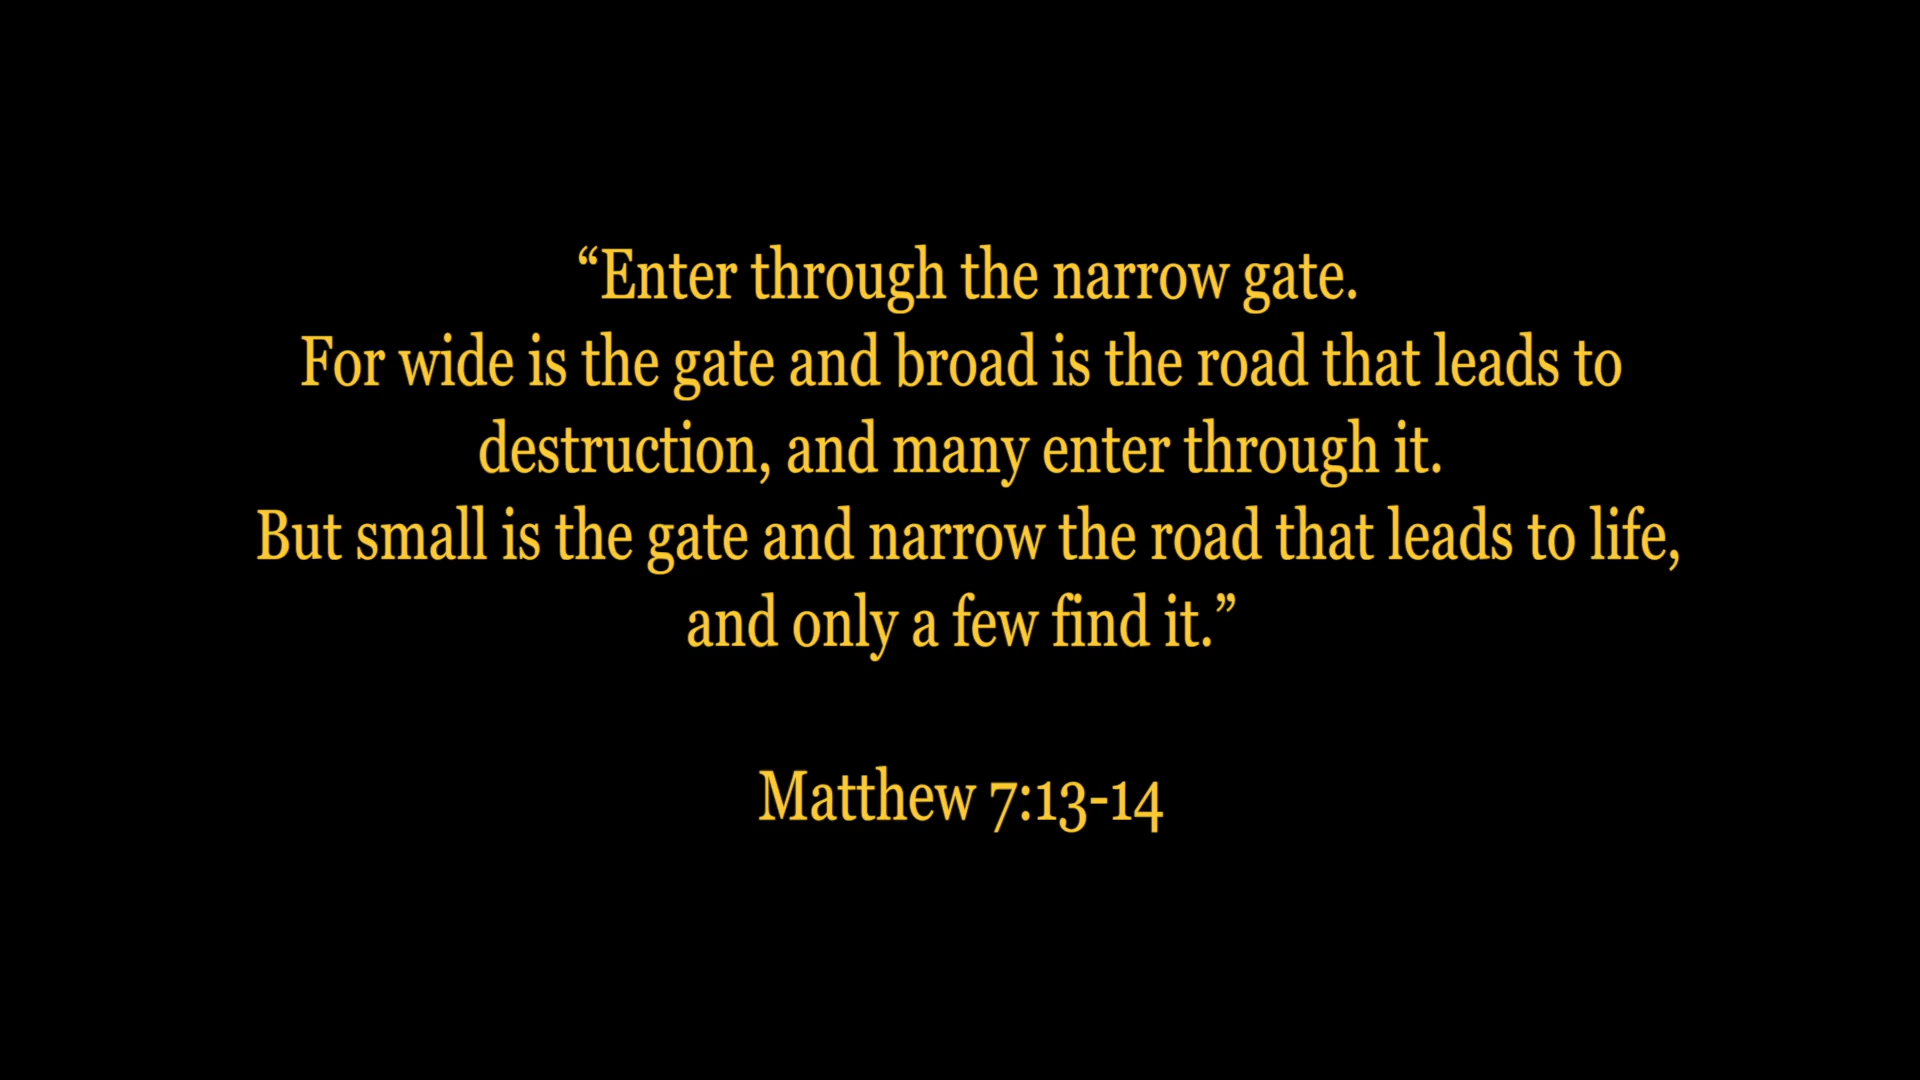 “Enter through the narrow gate.
For wide is the gate and broad is the road that leads to
destruction, and many enter through it.
But small is the gate and narrow the road that leads to life,
and only a few find it.”
Matthew 7:13-14